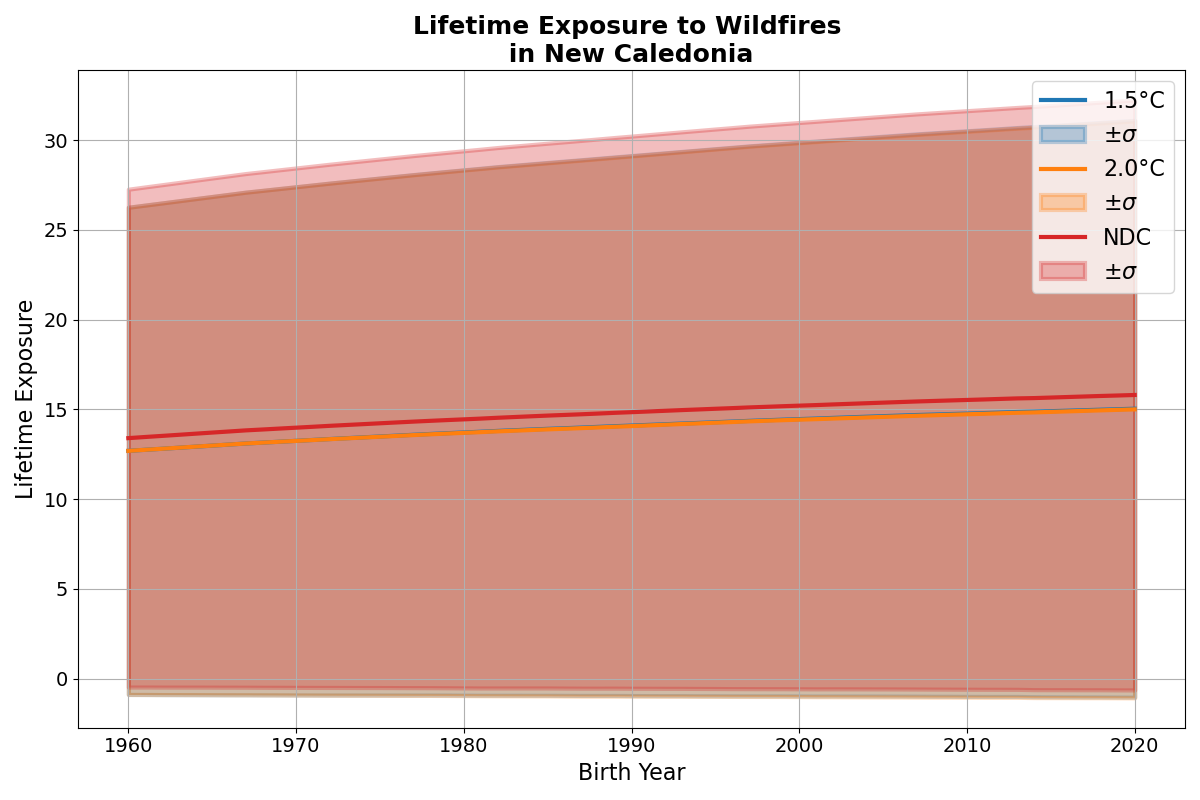 Lifetime Exposure to Wildfires
in New Caledonia
Lifetime Exposure
30
25
20
15
10
5
0
1960
1970
1980
1990
2000
2010
2020
Birth Year
1.5°C
±σ
2.0°C
±σ
NDC
±σ